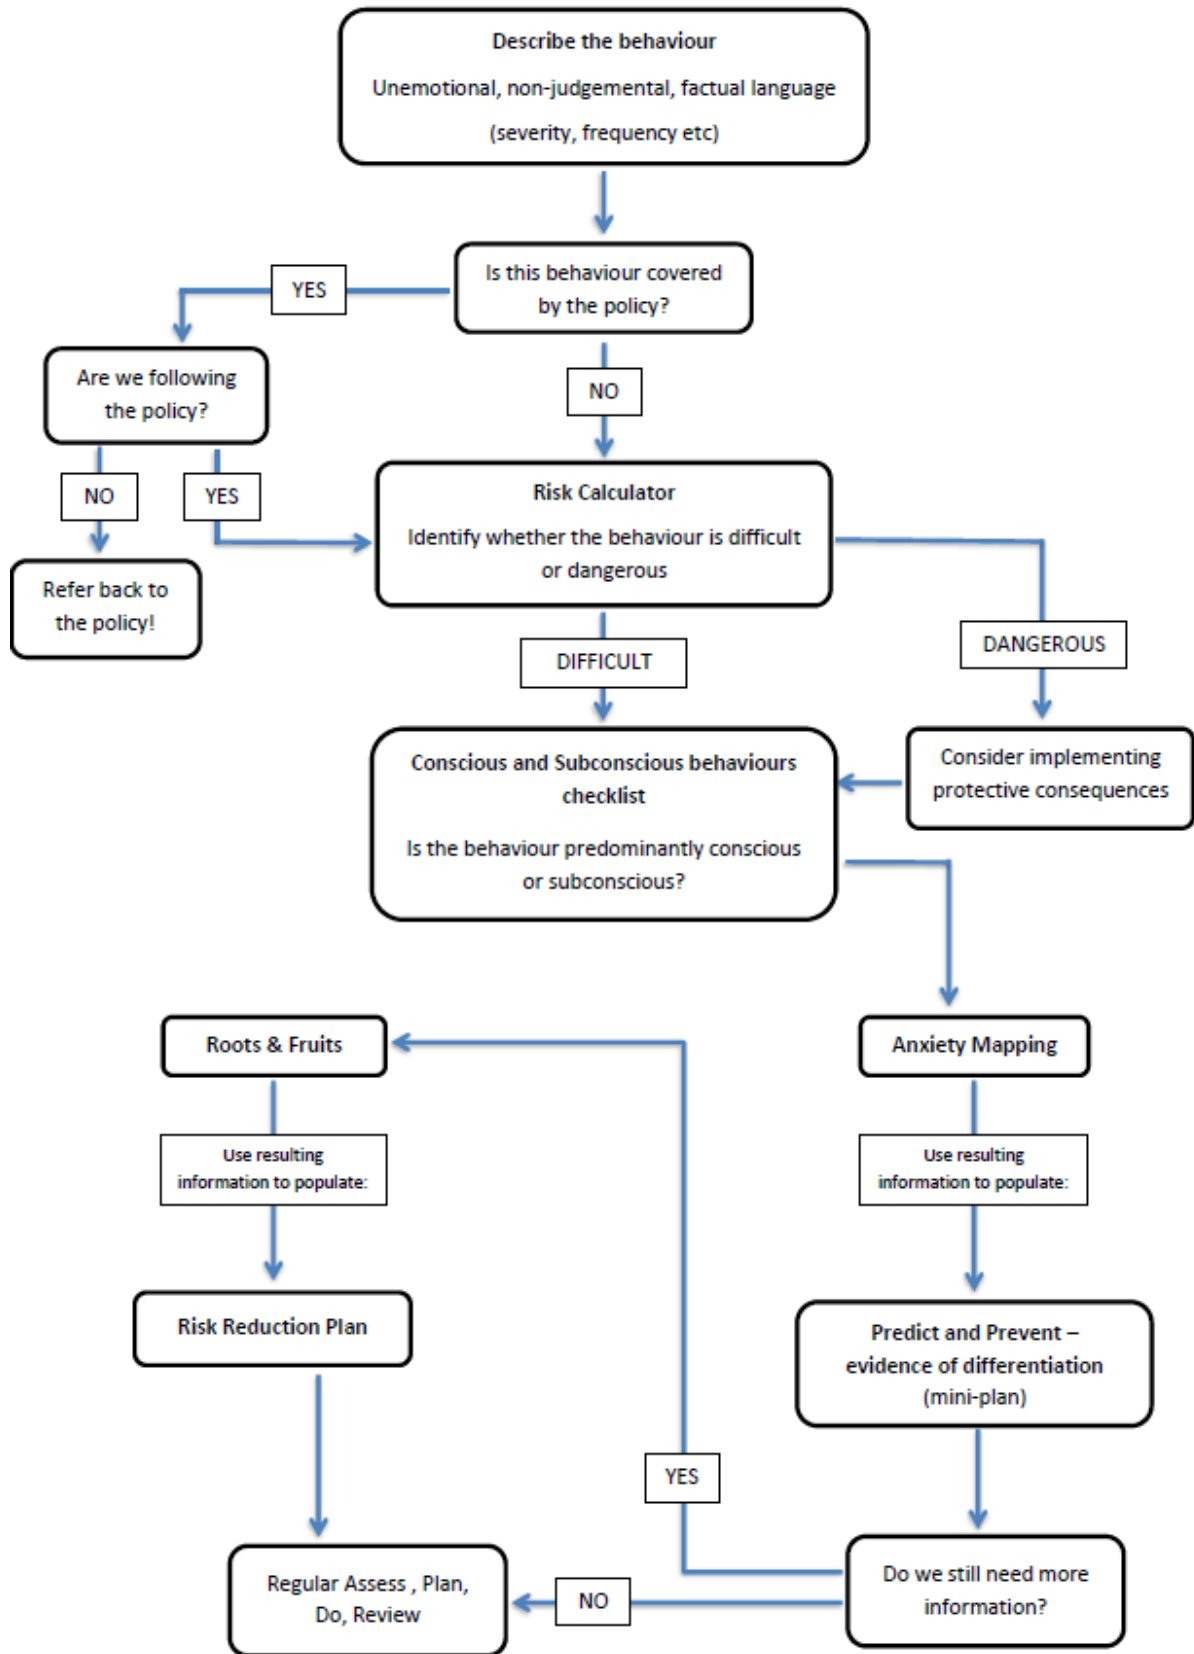 Describe the behaviour
Unemotional, non-judgemental, factual language
(severity, frequency etc)
Is this behaviour covered
by the policy?
YES
Are we following
the policy?
NO
NO
YES
Risk Calculator
Identify whether the behaviour is difficult
or dangerous
Refer back to
the policy!
DIFFICULT
DANGEROUS
Conscious and Subconscious behaviours
checklist
Is the behaviour predominantly conscious
or subconscious?
Consider implementing
protective consequences
Roots & Fruits
Anxiety Mapping
Use resulting
information to populate:
Use resulting
information to populate:
Risk Reduction Plan
Predict and Prevent –
evidence of differentiation
(mini-plan)
YES
Regular Assess , Plan,
Do, Review
NO
Do we still need more
information?